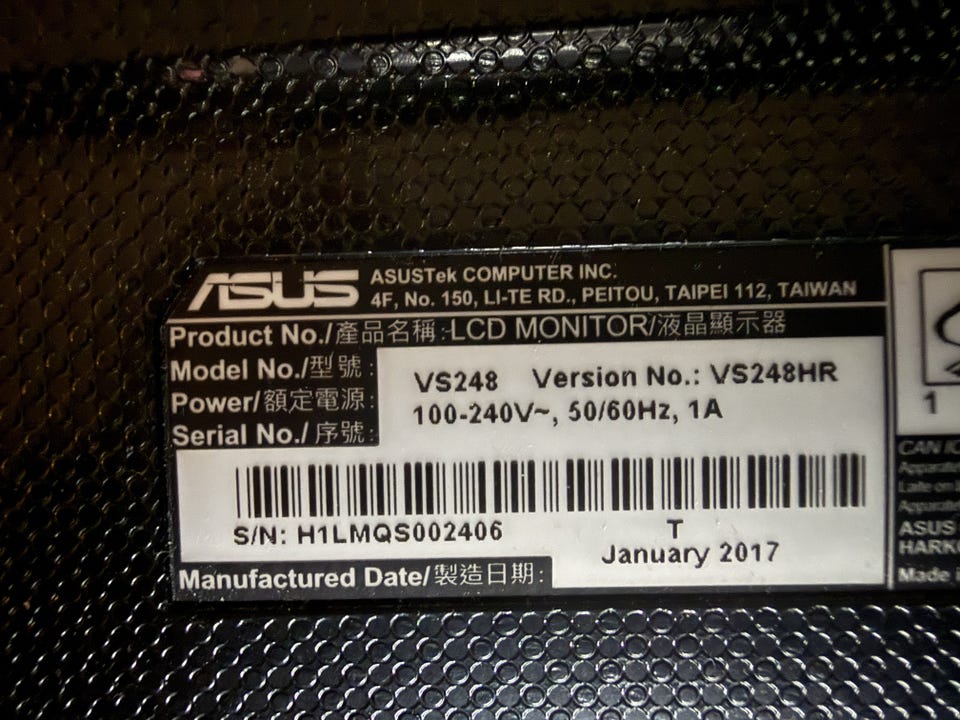 ASUS ASUSTek COMPUTER INC.
4F, No. 150, LI-TE RD., PEITOU, TAIPEI 112, TAIWAN
Product No./產品名稱:LCD MONITOR/液晶顯示器
Model No./型號: VS248 Version No.: VS248HR
Power/額定電源: 100-240V~, 50/60Hz, 1A
Serial No./序號:
S/N: H1LMQS002406
T
January 2017
Manufactured Date/製造日期:
1
CAN IC
Apparate
Apparate
ASUS
Made